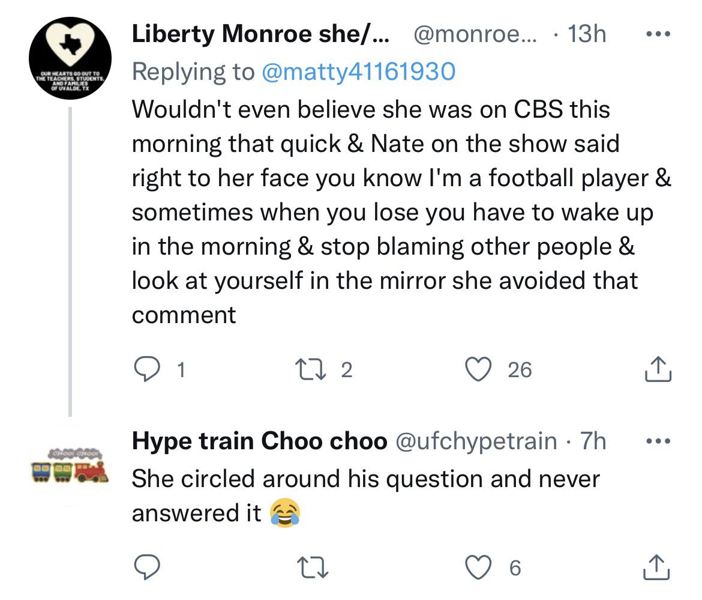 Liberty Monroe she/... @monroe... · 13h
OUR HEARTS GO OUT TO
THE TEACHERS, STUDENTS,
AND FAMILIES
OF UVALDE, TX
Replying to @matty41161930
Wouldn't even believe she was on CBS this
morning that quick & Nate on the show said
right to her face you know I'm a football player &
sometimes when you lose you have to wake up
in the morning & stop blaming other people &
look at yourself in the mirror she avoided that
comment
1 2 26
Hype train Choo choo @ufchypetrain · 7h
CHOO! CHOO!
She circled around his question and never
answered it 😂
6